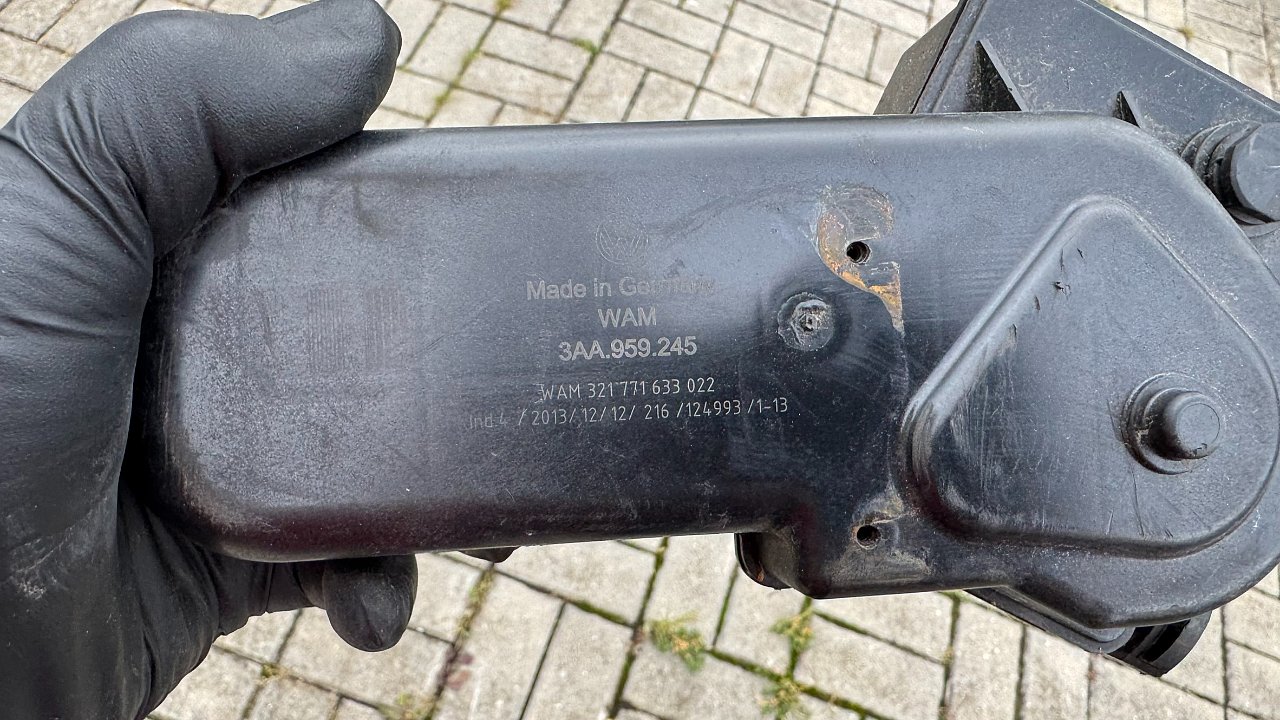 Made in Germany
WAM
3AA.959.245
WAM 321 771 633 022
Ind 4 / 2013/12/12/ 216 /124993 /1-13